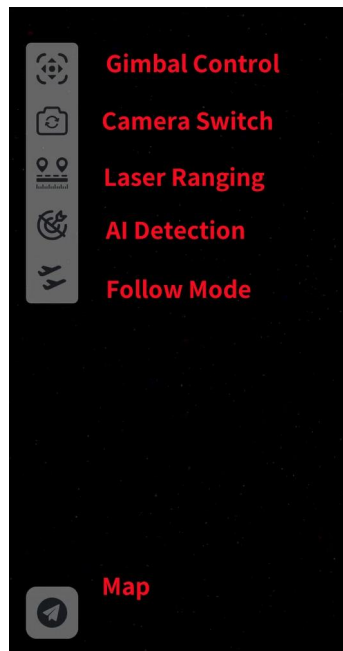 Gimbal Control
Camera Switch
Laser Ranging
AI Detection
Follow Mode
Map